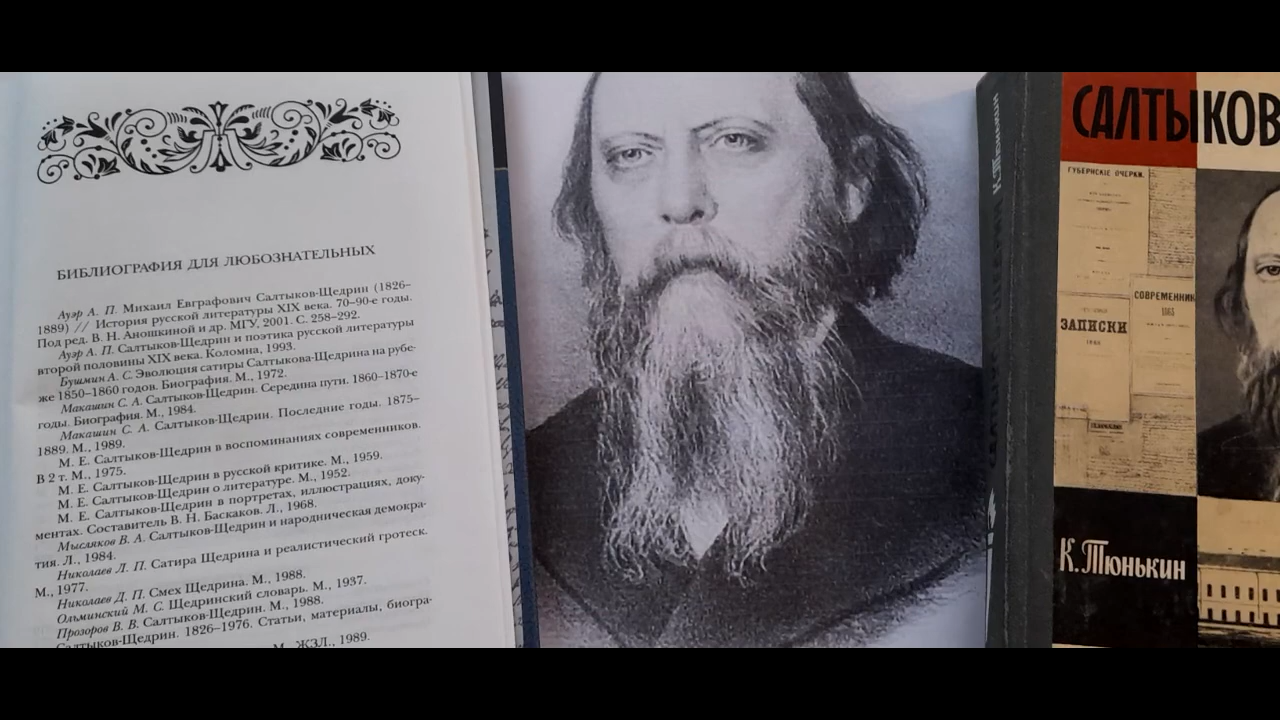 БИБЛИОГРАФИЯ ДЛЯ ЛЮБОЗНАТЕЛЬНЫХ
Ауэр А. П. Михаил Евграфович Салтыков-Щедрин (1826–
1889) // История русской литературы XIX века. 70–90-е годы.
Под ред. В. Н. Аношкиной и др. МГУ, 2001. С. 258–292.
Ауэр А. П. Салтыков-Щедрин и поэтика русской литературы
второй половины XIX века. Коломна, 1993.
Бушмин А. С. Эволюция сатиры Салтыкова-Щедрина на рубе-
же 1850–1860 годов. Биография. М., 1972.
Макашин С. А. Салтыков-Щедрин. Середина пути. 1860–1870-е
годы. Биография. М., 1984.
Макашин С. А. Салтыков-Щедрин. Последние годы. 1875–
1889. М., 1989.
М. Е. Салтыков-Щедрин в воспоминаниях современников.
В 2 т. М., 1975.
М. Е. Салтыков-Щедрин в русской критике. М., 1959.
М. Е. Салтыков-Щедрин о литературе. М., 1952.
М. Е. Салтыков-Щедрин в портретах, иллюстрациях, доку-
ментах. Составитель В. Н. Баскаков. Л., 1968.
Мысляков В. А. Салтыков-Щедрин и народническая демокра-
тия. Л., 1984.
Николаев Л. П. Сатира Щедрина и реалистический гротеск.
М., 1977.
Николаев Д. П. Смех Щедрина. М., 1988.
Ольминский М. С. Щедринский словарь. М., 1937.
Прозоров В. В. Салтыков-Щедрин. М., 1988.
Салтыков-Щедрин. 1826–1976. Статьи, материалы, биогра-
М., ЖЗЛ, 1989.
К. Тюнькин
САЛТЫКОВ
ГУБЕРНСКІЕ ОЧЕРКИ.
СОВРЕМЕННИК
ЗАПИСКИ
К. Тюнькин